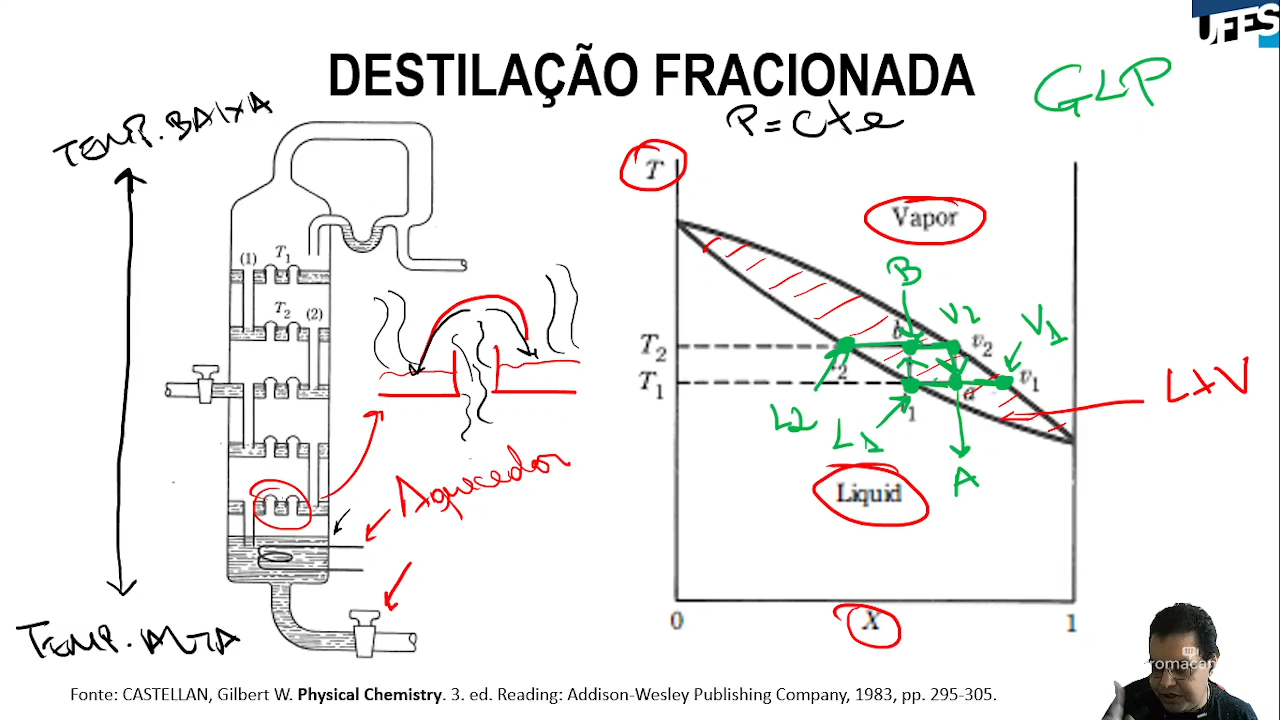 UFES
DESTILAÇÃO FRACIONADA
GLP
P = cte
TEMP. BAIXA
T
Vapor
(1)
T1
T2
(2)
B
b
V2
V1
T2
v2
T1
a
v1
L+V
L2
L1
1
A
Liquid
Aquecedor
0
X
1
TEMP. ALTA
Fonte: CASTELLAN, Gilbert W. Physical Chemistry. 3. ed. Reading: Addison-Wesley Publishing Company, 1983, pp. 295-305.